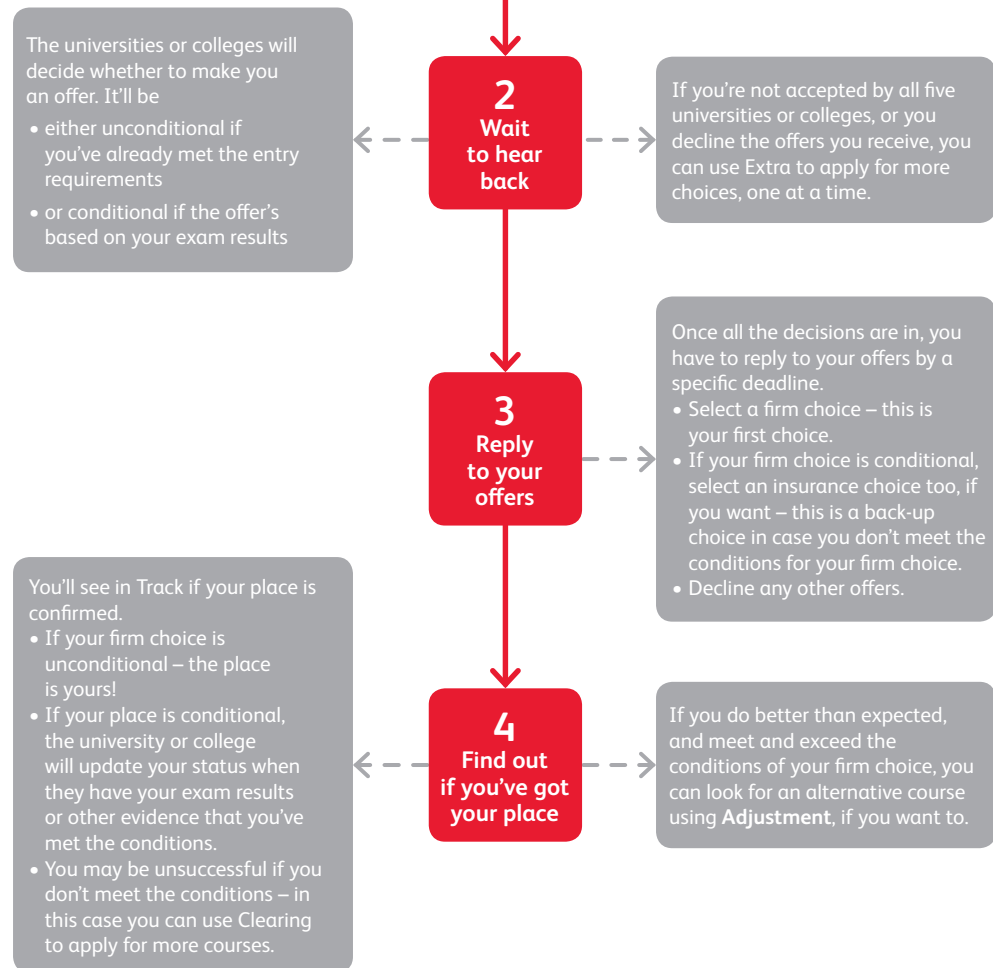 The universities or colleges will
decide whether to make you
an offer. It'll be
• either unconditional if
you've already met the entry
requirements
• or conditional if the offer's
based on your exam results
2
Wait
to hear
back
If you're not accepted by all five
universities or colleges, or you
decline the offers you receive, you
can use Extra to apply for more
choices, one at a time.
3
Reply
to your
offers
Once all the decisions are in, you
have to reply to your offers by a
specific deadline.
• Select a firm choice – this is
your first choice.
• If your firm choice is conditional,
select an insurance choice too, if
you want – this is a back-up
choice in case you don't meet the
conditions for your firm choice.
• Decline any other offers.
You'll see in Track if your place is
confirmed.
• If your firm choice is
unconditional – the place
is yours!
• If your place is conditional,
the university or college
will update your status when
they have your exam results
or other evidence that you've
met the conditions.
• You may be unsuccessful if you
don't meet the conditions – in
this case you can use Clearing
to apply for more courses.
4
Find out
if you've got
your place
If you do better than expected,
and meet and exceed the
conditions of your firm choice, you
can look for an alternative course
using Adjustment, if you want to.